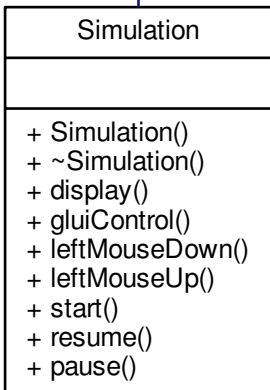 Simulation
+ Simulation()
+ ~Simulation()
+ display()
+ gluiControl()
+ leftMouseDown()
+ leftMouseUp()
+ start()
+ resume()
+ pause()